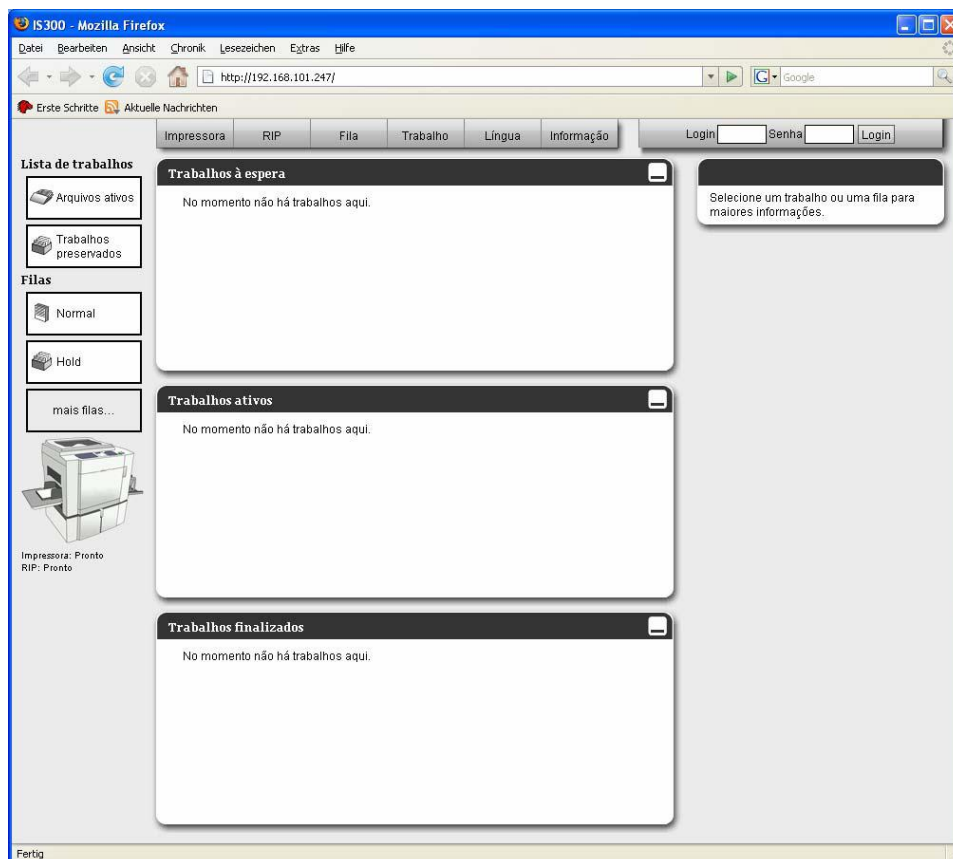 IS300 - Mozilla Firefox
Datei Bearbeiten Ansicht Chronik Lesezeichen Extras Hilfe
http://192.168.101.247/
G Google
Erste Schritte Aktuelle Nachrichten
Impressora RIP Fila Trabalho Língua Informação
Login Senha Login
Lista de trabalhos
Arquivos ativos
Trabalhos
preservados
Filas
Normal
Hold
mais filas...
Impressora: Pronto
RIP: Pronto
Trabalhos à espera
No momento não há trabalhos aqui.
Trabalhos ativos
No momento não há trabalhos aqui.
Trabalhos finalizados
No momento não há trabalhos aqui.
Selecione um trabalho ou uma fila para
maiores informações.
Fertig